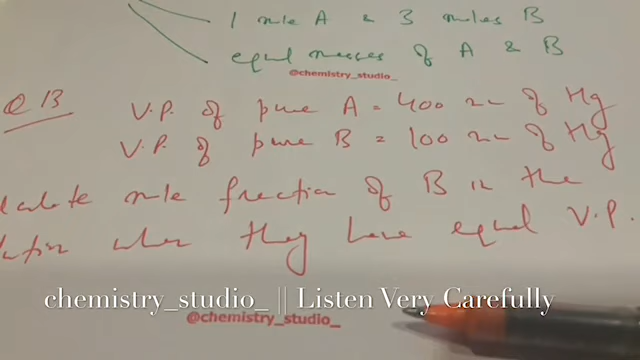 1 mole A & 3 moles B
equal masses of A & B
@chemistry_studio_
Q 13
V.P. of pure A = 400 mm of Hg
V.P. of pure B = 100 mm of Hg
mole fraction of B in the
when they have equal V.P.
chemistry_studio_ || Listen Very Carefully
@chemistry_studio_